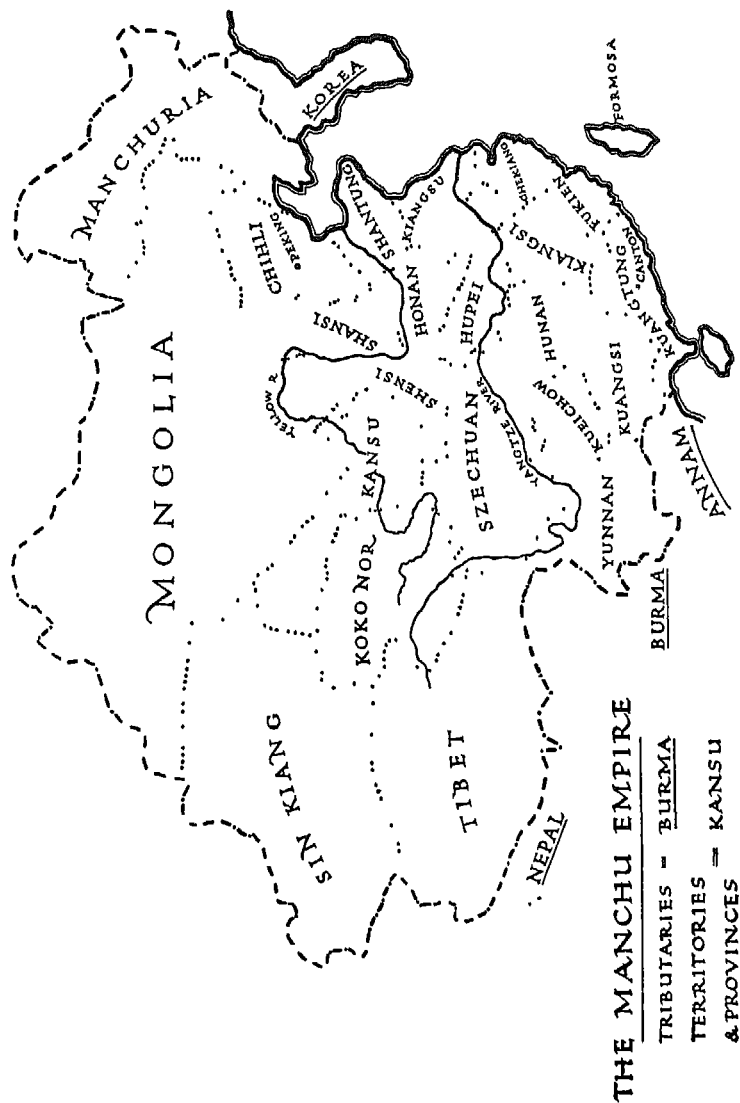 MANCHURIA
KOREA
MONGOLIA
CHIHLI
PEKING
SHANTUNG
SHANSI
YELLOW R.
SHENSI
KANSU
HONAN
KIANGSU
SIN KIANG
KOKO NOR
TIBET
SZECHUAN
HUPEI
YANGTZE RIVER
CHEKIANG
KIANGSI
FUKIEN
FORMOSA
HUNAN
KUEICHOW
KUANGSI
KUANGTUNG
CANTON
YUNNAN
ANNAM
BURMA
NEPAL
THE MANCHU EMPIRE
TRIBUTARIES = BURMA
TERRITORIES = KANSU
& PROVINCES